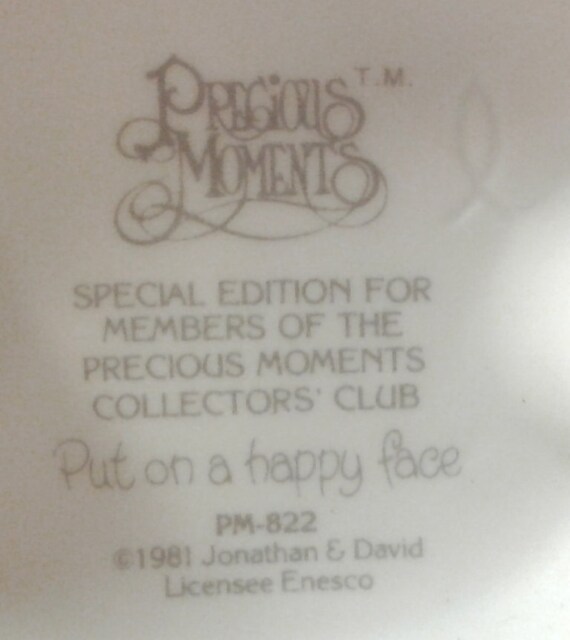 PRECIOUS T.M.
MOMENTS
SPECIAL EDITION FOR
MEMBERS OF THE
PRECIOUS MOMENTS
COLLECTORS' CLUB
Put on a happy face
PM-822
©1981 Jonathan & David
Licensee Enesco